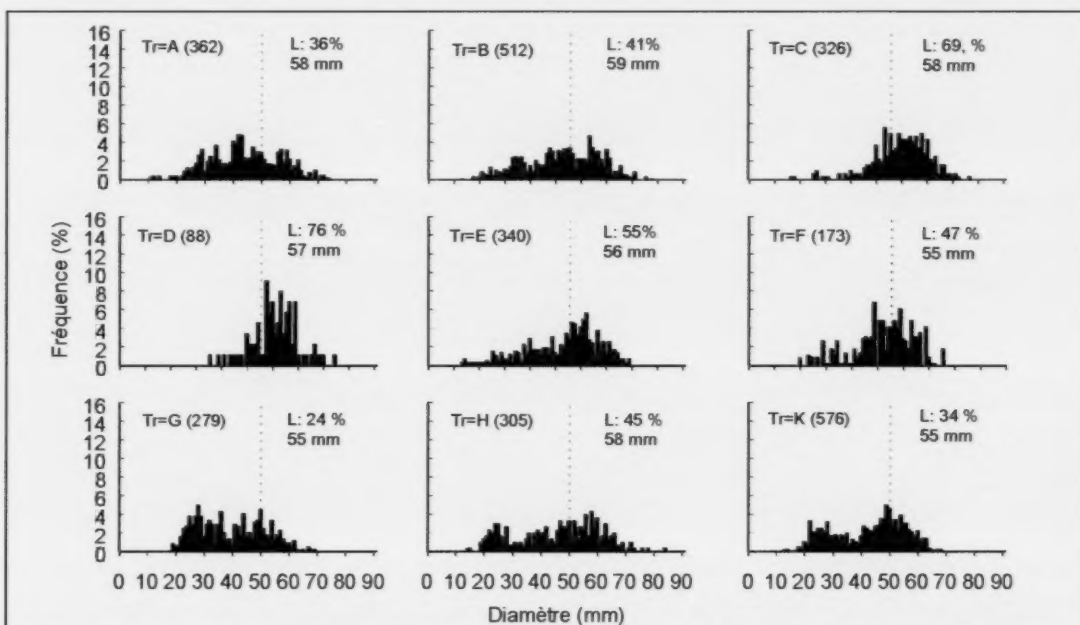 16 14 12 10 8 6 4 2 0
Tr=A (362)
L: 36%
58 mm
Tr=B (512)
L: 41%
59 mm
Tr=C (326)
L: 69, %
58 mm
Fréquence (%)
16 14 12 10 8 6 4 2 0
Tr=D (88)
L: 76 %
57 mm
Tr=E (340)
L: 55%
56 mm
Tr=F (173)
L: 47 %
55 mm
16 14 12 10 8 6 4 2 0
Tr=G (279)
L: 24 %
55 mm
Tr=H (305)
L: 45 %
58 mm
Tr=K (576)
L: 34 %
55 mm
0 10 20 30 40 50 60 70 80 90
0 10 20 30 40 50 60 70 80 90
0 10 20 30 40 50 60 70 80 90
Diamètre (mm)